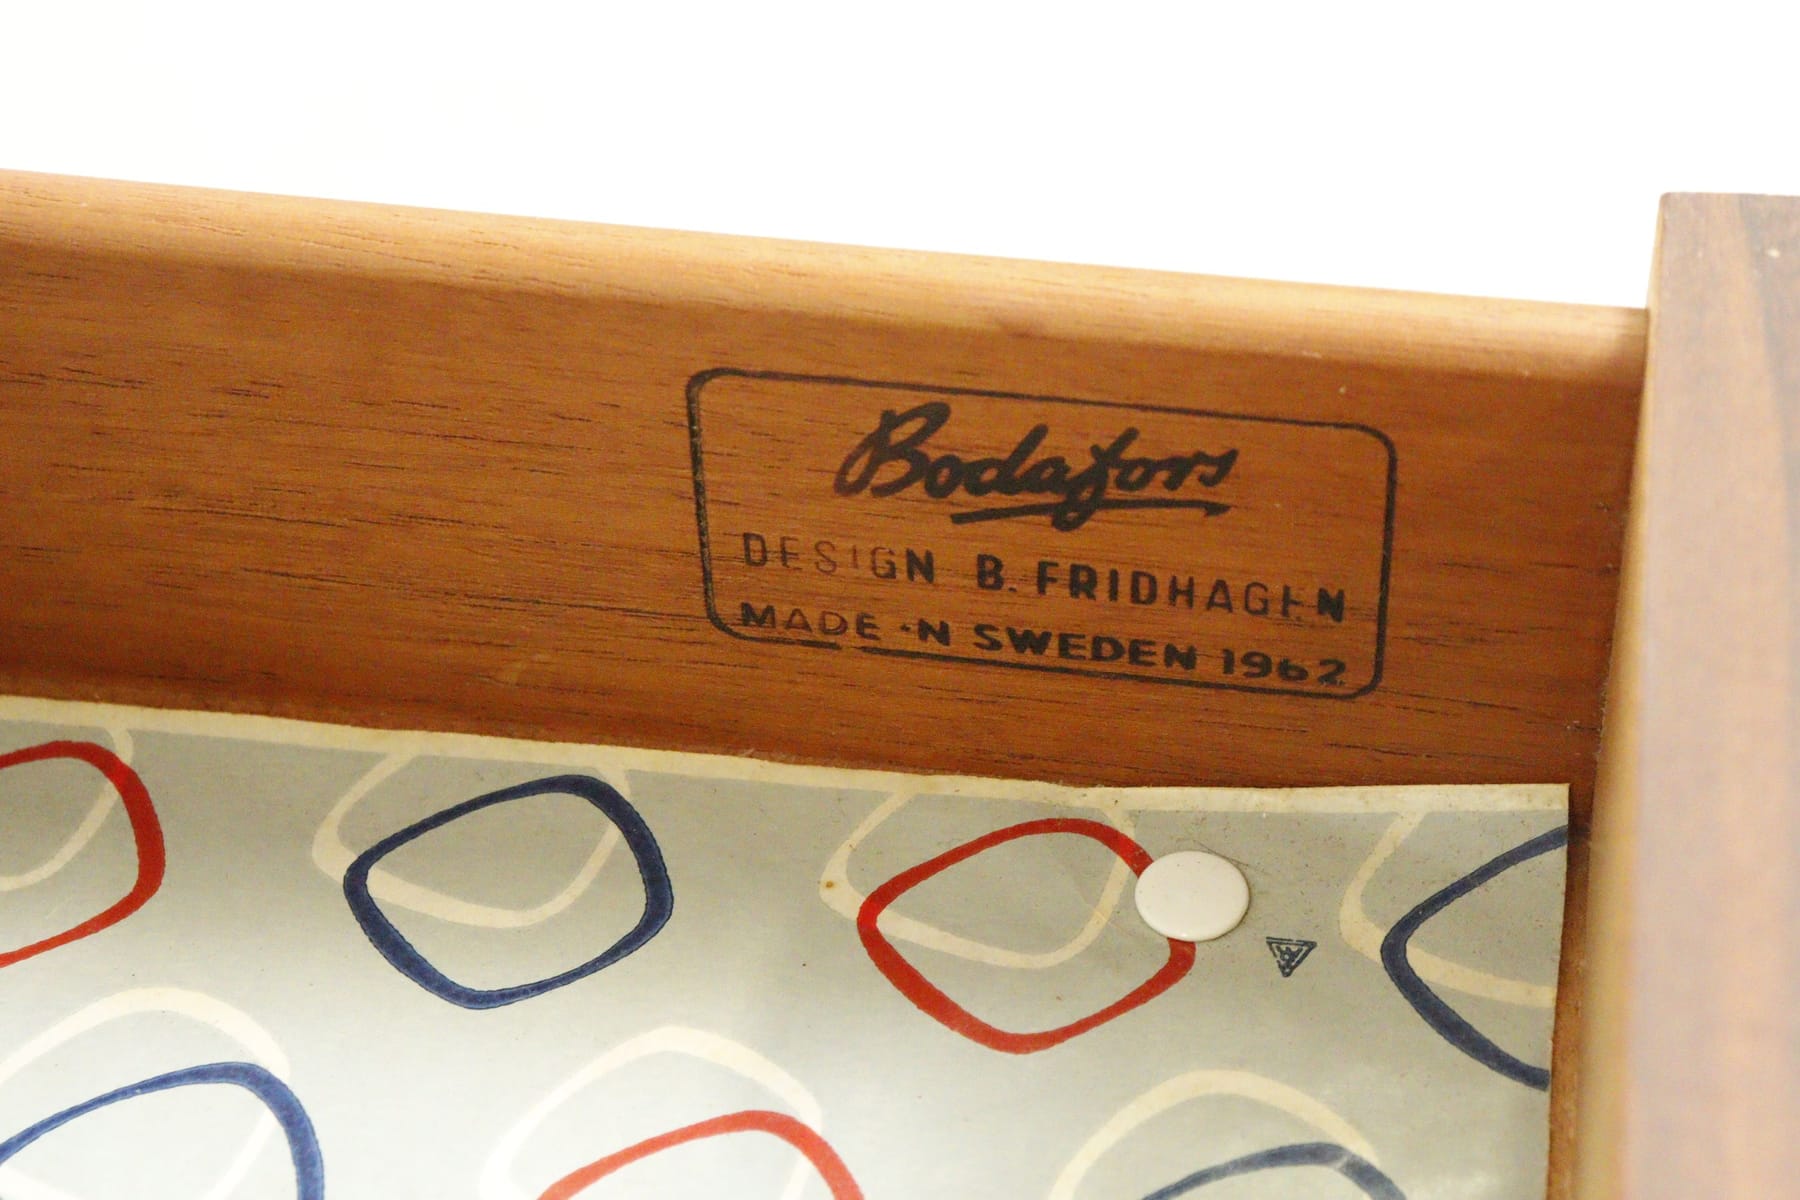 Bodafors
DESIGN B. FRIDHAGEN
MADE IN SWEDEN 1962